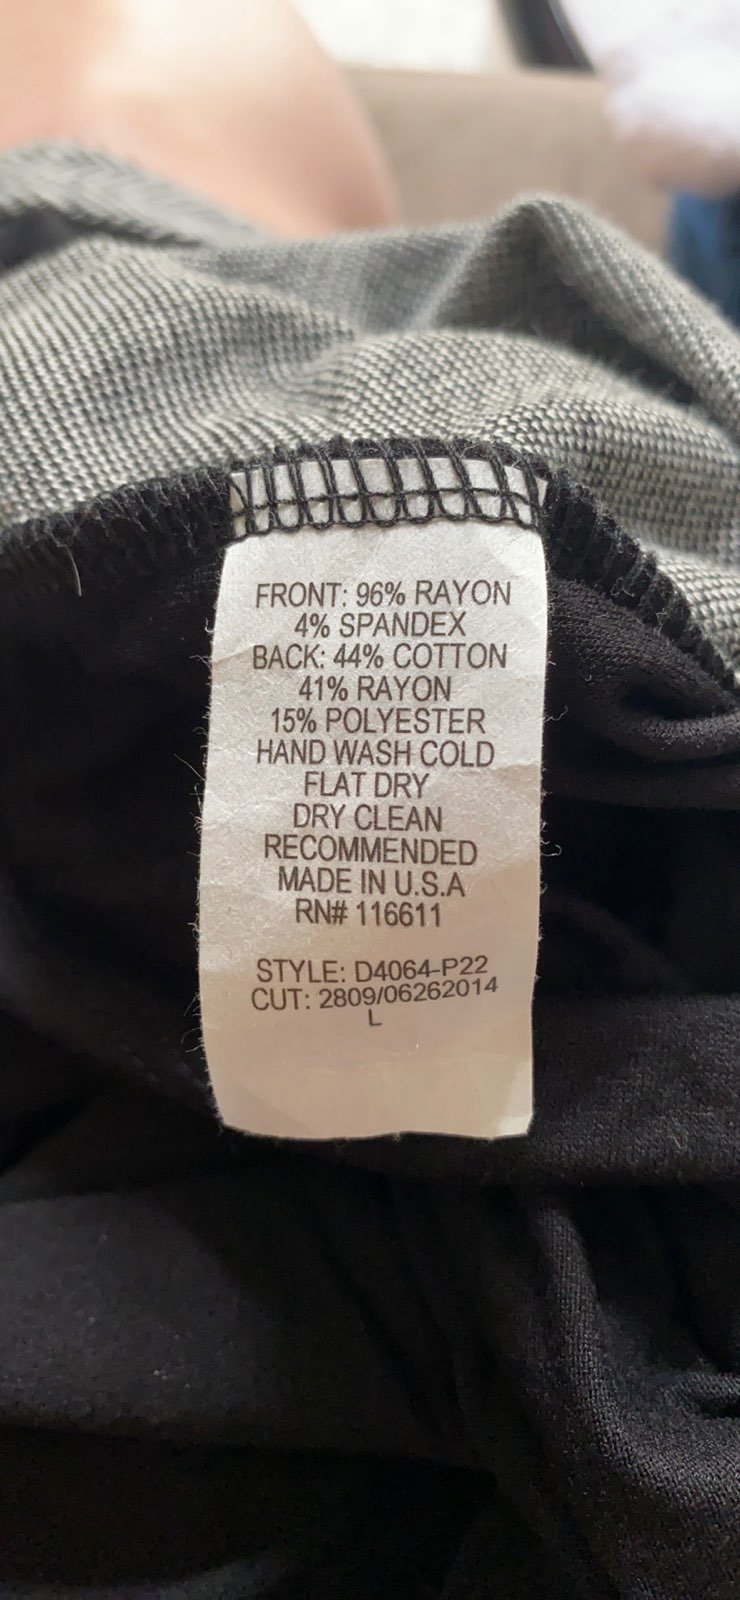 FRONT: 96% RAYON
4% SPANDEX
BACK: 44% COTTON
41% RAYON
15% POLYESTER
HAND WASH COLD
FLAT DRY
DRY CLEAN
RECOMMENDED
MADE IN U.S.A
RN# 116611
STYLE: D4064-P22
CUT: 2809/06262014
L